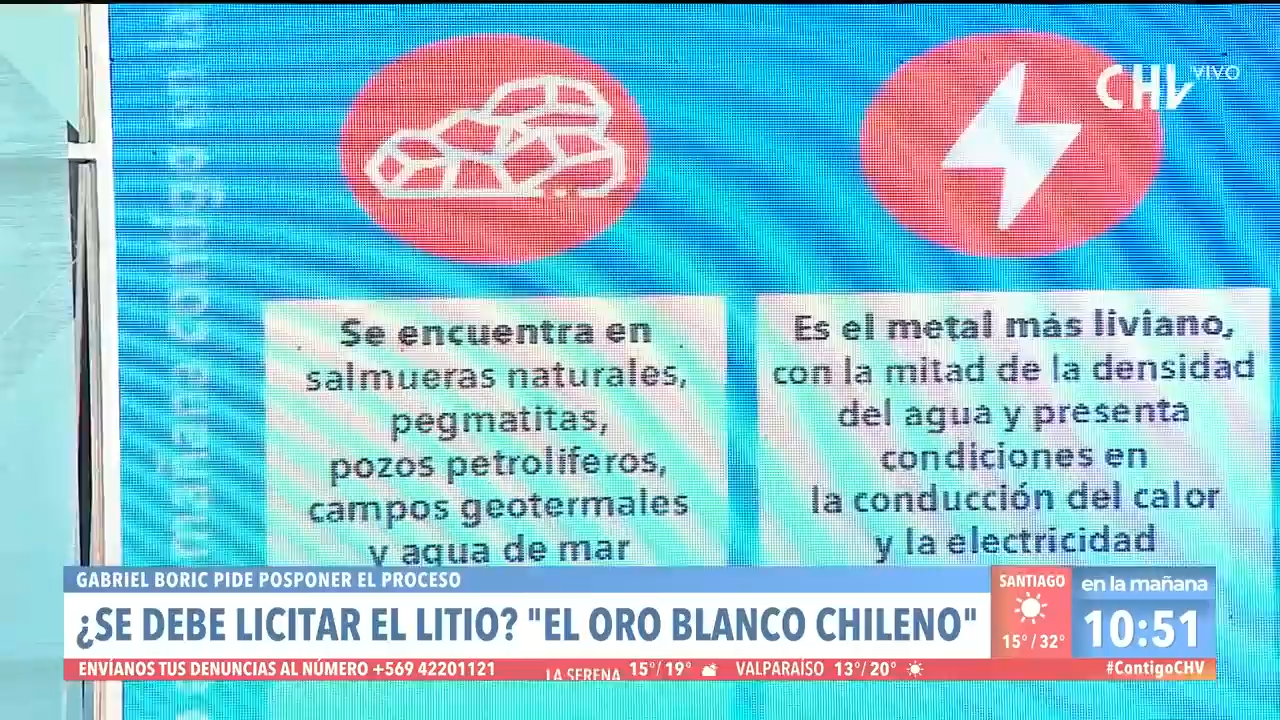 CHV VIVO
Se encuentra en
salmueras naturales,
pegmatitas,
pozos petrolíferos,
campos geotermales
y agua de mar
Es el metal más liviano,
con la mitad de la densidad
del agua y presenta
condiciones en
la conducción del calor
y la electricidad
GABRIEL BORIC PIDE POSPONER EL PROCESO
¿SE DEBE LICITAR EL LITIO? "EL ORO BLANCO CHILENO"
SANTIAGO
15°/32°
en la mañana
10:51
ENVÍANOS TUS DENUNCIAS AL NÚMERO +569 42201121
LA SERENA 15°/19° VALPARAÍSO 13°/20°
#ContigoCHV